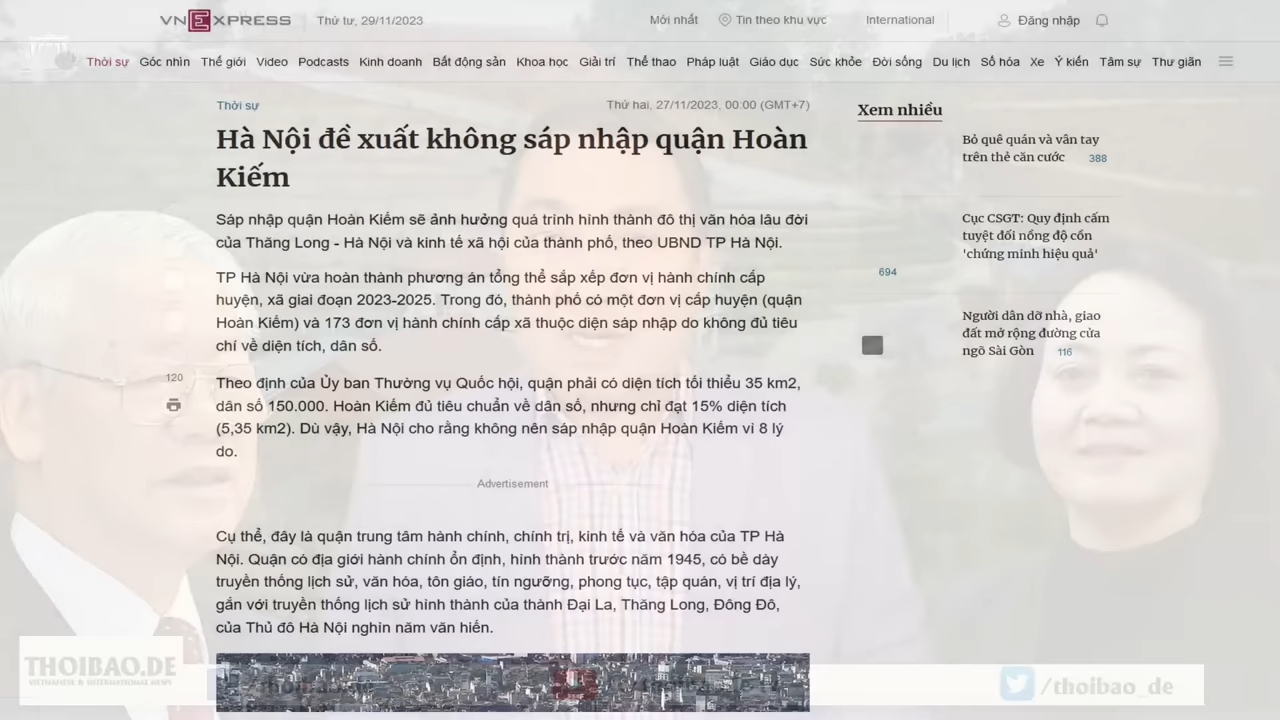 VNEXPRESS
Thứ tư, 29/11/2023
Mới nhất
Tin theo khu vực
International
Đăng nhập
Thời sự Góc nhìn Thế giới Video Podcasts Kinh doanh Bất động sản Khoa học Giải trí Thể thao Pháp luật Giáo dục Sức khỏe Đời sống Du lịch Số hóa Xe Ý kiến Tâm sự Thư giãn
Thời sự
Thứ hai, 27/11/2023, 00:00 (GMT+7)
Hà Nội đề xuất không sáp nhập quận Hoàn
Kiếm
Sáp nhập quận Hoàn Kiếm sẽ ảnh hưởng quá trình hình thành đô thị văn hóa lâu đời
của Thăng Long - Hà Nội và kinh tế xã hội của thành phố, theo UBND TP Hà Nội.
TP Hà Nội vừa hoàn thành phương án tổng thể sắp xếp đơn vị hành chính cấp
huyện, xã giai đoạn 2023-2025. Trong đó, thành phố có một đơn vị cấp huyện (quận
Hoàn Kiếm) và 173 đơn vị hành chính cấp xã thuộc diện sáp nhập do không đủ tiêu
chí về diện tích, dân số.
120
Theo định của Ủy ban Thường vụ Quốc hội, quận phải có diện tích tối thiểu 35 km2,
dân số 150.000. Hoàn Kiếm đủ tiêu chuẩn về dân số, nhưng chỉ đạt 15% diện tích
(5,35 km2). Dù vậy, Hà Nội cho rằng không nên sáp nhập quận Hoàn Kiếm vì 8 lý
do.
Advertisement
Cụ thể, đây là quận trung tâm hành chính, chính trị, kinh tế và văn hóa của TP Hà
Nội. Quận có địa giới hành chính ổn định, hình thành trước năm 1945, có bề dày
truyền thống lịch sử, văn hóa, tôn giáo, tín ngưỡng, phong tục, tập quán, vị trí địa lý,
gắn với truyền thống lịch sử hình thành của thành Đại La, Thăng Long, Đông Đô,
của Thủ đô Hà Nội nghìn năm văn hiến.
Xem nhiều
Bỏ quê quán và vân tay
trên thẻ căn cước 388
Cục CSGT: Quy định cấm
tuyệt đối nồng độ cồn
'chứng minh hiệu quả'
694
Người dân dỡ nhà, giao
đất mở rộng đường cửa
ngõ Sài Gòn 116
THOIBAO.DE
VIETNAMESE & INTERNATIONAL NEWS
/thoibao_de